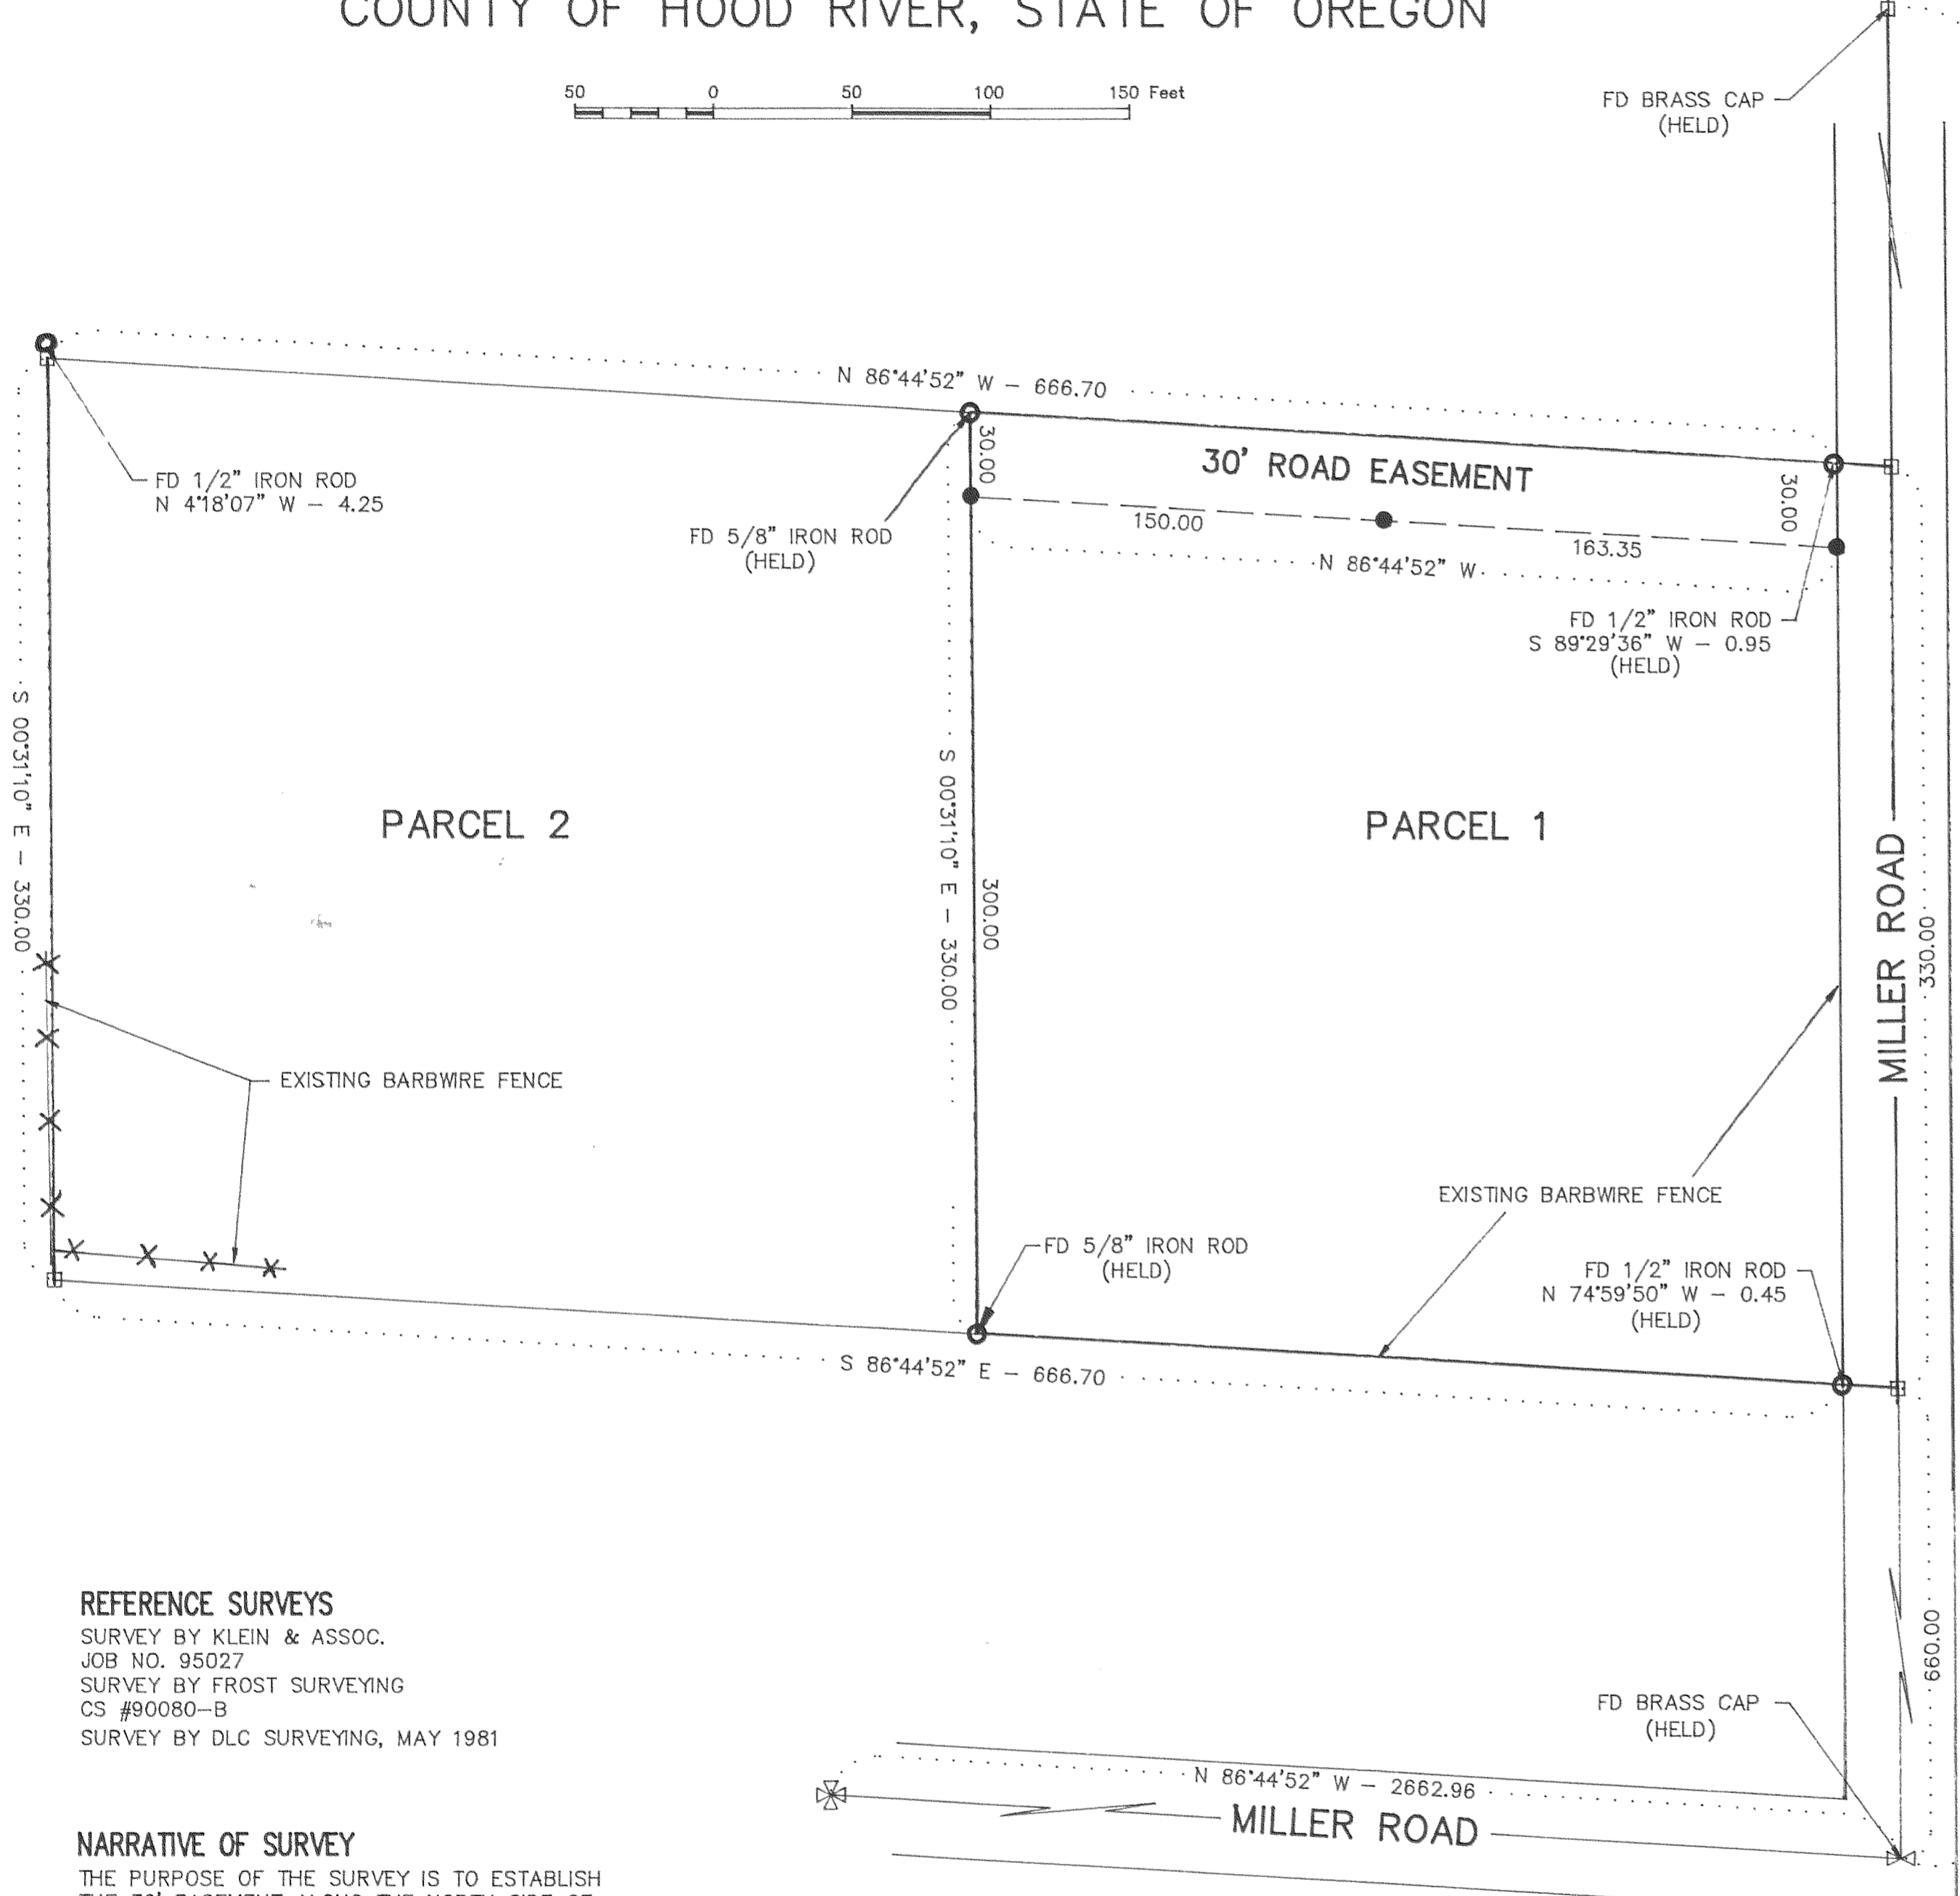 COUNTY OF HOOD RIVER, STATE OF OREGON
50 0 50 100 150 Feet
FD BRASS CAP
(HELD)
N 86°44'52" W – 666.70
30' ROAD EASEMENT
30.00
30.00
FD 1/2" IRON ROD
N 4°18'07" W – 4.25
FD 5/8" IRON ROD
(HELD)
150.00
163.35
N 86°44'52" W
FD 1/2" IRON ROD
S 89°29'36" W – 0.95
(HELD)
S 00°31'10" E – 330.00
S 00°31'10" E – 330.00
300.00
PARCEL 2
PARCEL 1
MILLER ROAD
330.00
EXISTING BARBWIRE FENCE
EXISTING BARBWIRE FENCE
FD 5/8" IRON ROD
(HELD)
FD 1/2" IRON ROD
N 74°59'50" W – 0.45
(HELD)
S 86°44'52" E – 666.70
REFERENCE SURVEYS
SURVEY BY KLEIN & ASSOC.
JOB NO. 95027
SURVEY BY FROST SURVEYING
CS #90080–B
SURVEY BY DLC SURVEYING, MAY 1981
660.00
FD BRASS CAP
(HELD)
N 86°44'52" W – 2662.96
MILLER ROAD
NARRATIVE OF SURVEY
THE PURPOSE OF THE SURVEY IS TO ESTABLISH
THE 30' EASEMENT ALONG THE NORTH SIDE OF